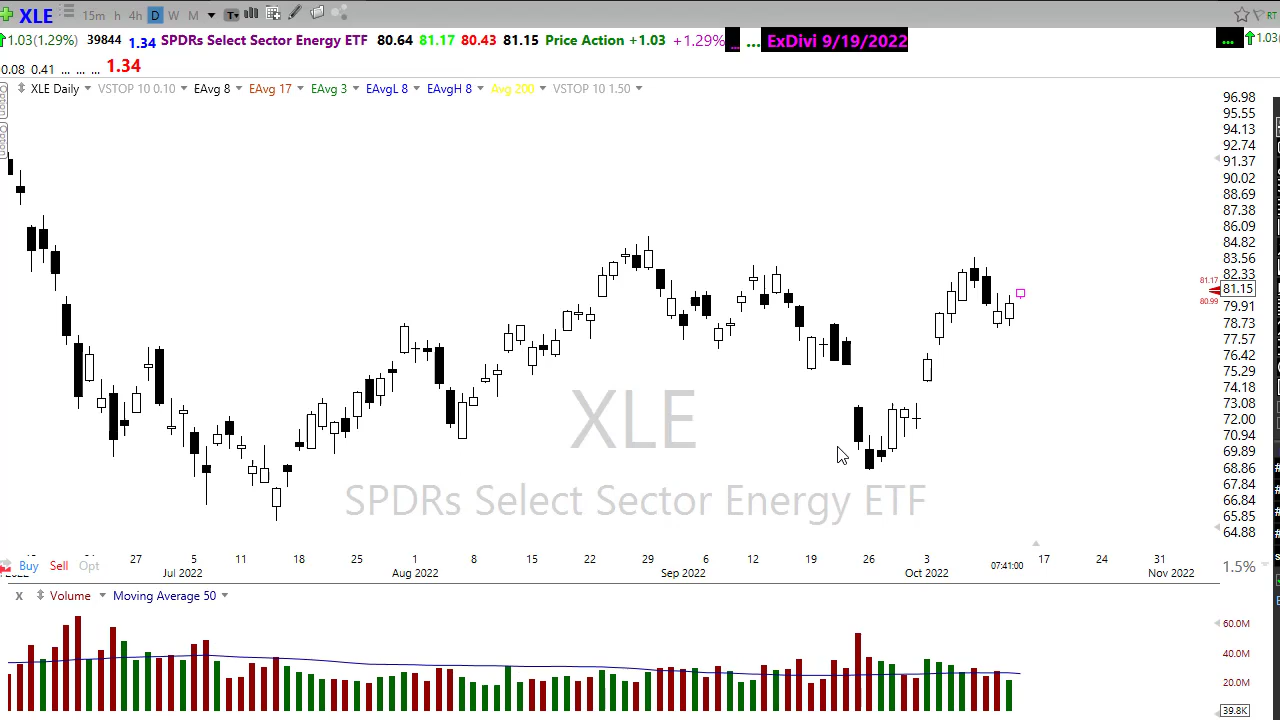 XLE 15m h 4h D W M T RT
1.03(1.29%) 39844 1.34 SPDRs Select Sector Energy ETF 80.64 81.17 80.43 81.15 Price Action +1.03 +1.29% ... ... ExDivi 9/19/2022 ... 1.03(
0.08 0.41 ... ... ... 1.34
XLE Daily VSTOP 10 0.10 EAvg 8 EAvg 17 EAvg 3 EAvgL 8 EAvgH 8 Avg 200 VSTOP 10 1.50
Option
Option
96.98
95.55
94.13
92.74
91.37
90.02
88.69
87.38
86.09
84.82
83.56
82.33
81.17
81.15
80.99
79.91
78.73
77.57
76.42
75.29
74.18
73.08
72.00
70.94
69.89
68.86
67.84
66.84
65.85
64.88
XLE
SPDRs Select Sector Energy ETF
27 5 11 18 25 1 8 15 22 29 6 12 19 26 3 07:41:00 17 24 31
Jul 2022 Aug 2022 Sep 2022 Oct 2022 Nov 2022
Buy Sell Opt 1.5%
X Volume Moving Average 50
60.0M
40.0M
20.0M
39.8K